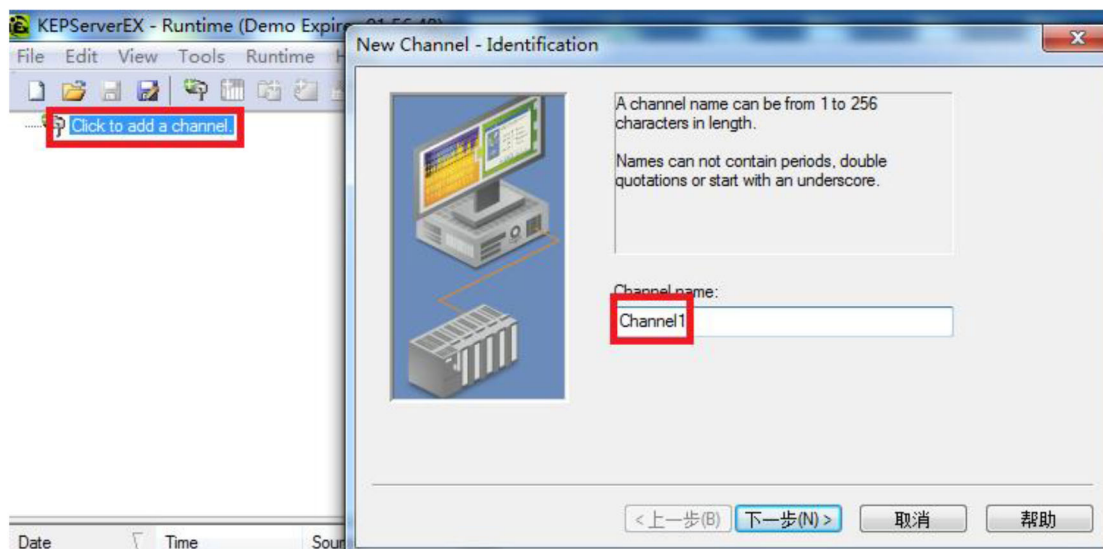 KEPServerEX - Runtime (Demo Expire
File Edit View Tools Runtime H
Click to add a channel.
Date Time Sour
New Channel - Identification
A channel name can be from 1 to 256
characters in length.
Names can not contain periods, double
quotations or start with an underscore.
Channel name:
Channel1
<上一步(B) 下一步(N)> 取消 帮助